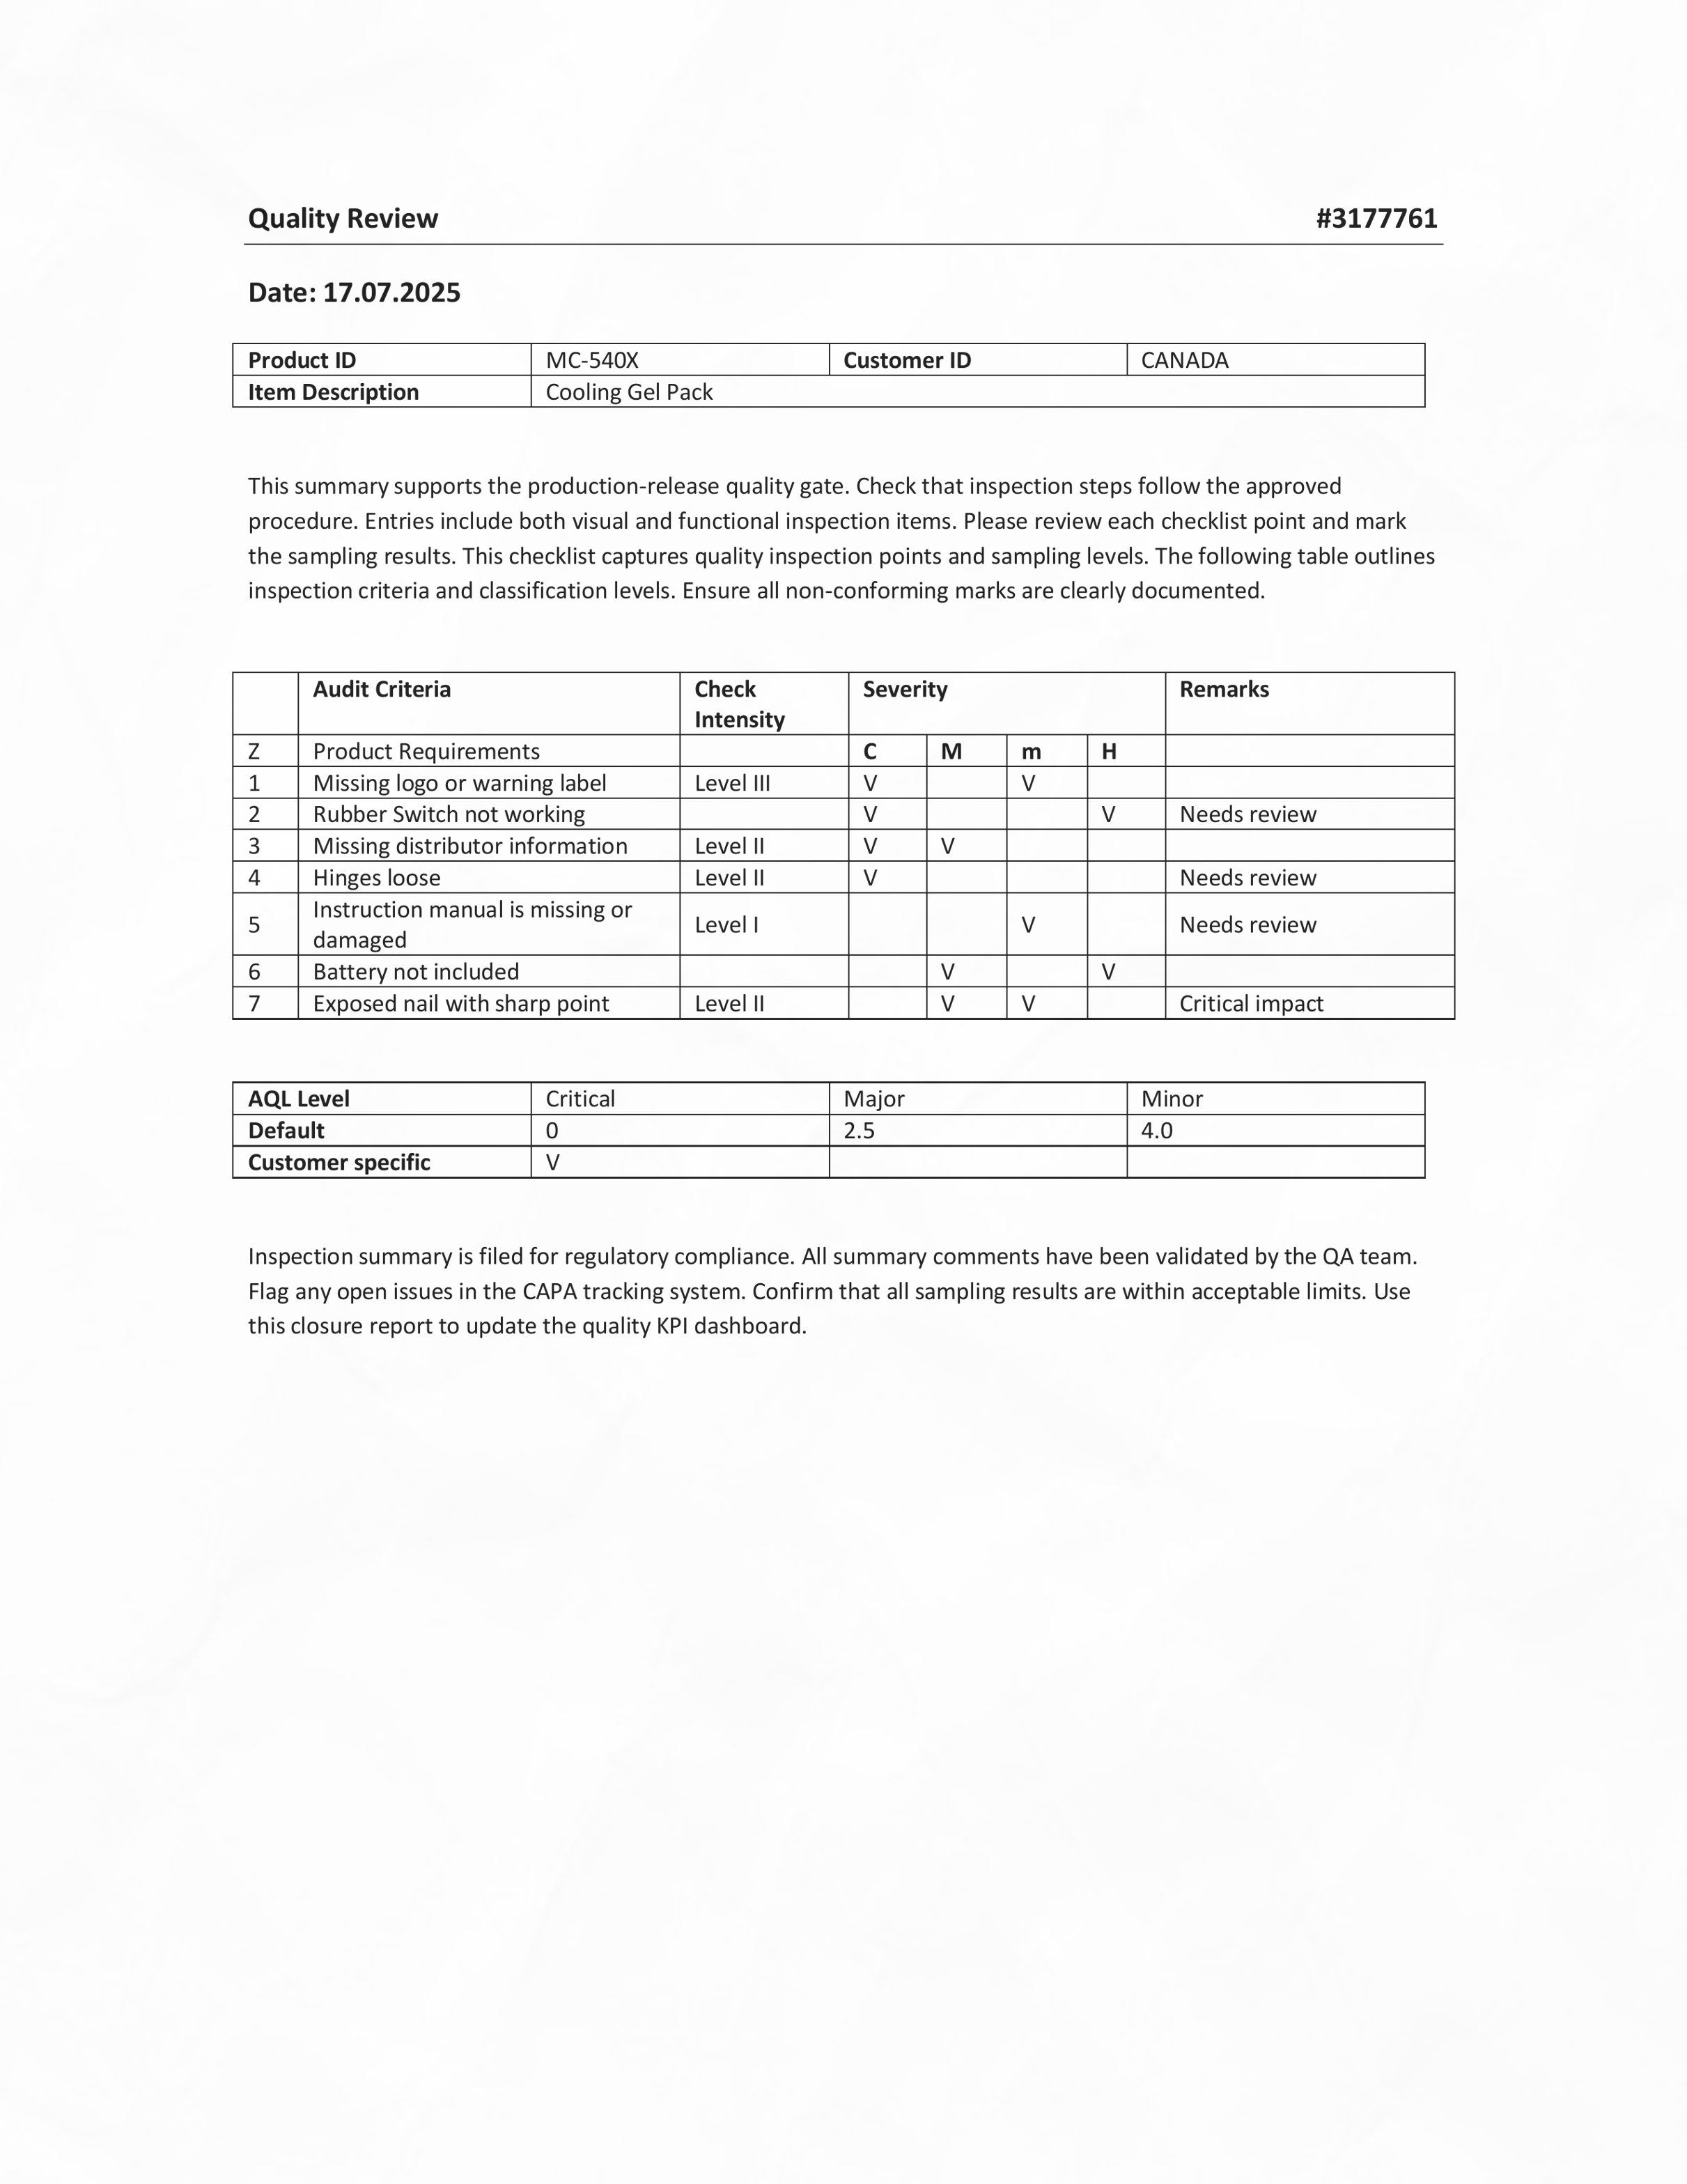 Quality Review #3177761
Date: 17.07.2025
Product ID MC-540X Customer ID CANADA
Item Description Cooling Gel Pack
This summary supports the production-release quality gate. Check that inspection steps follow the approved
procedure. Entries include both visual and functional inspection items. Please review each checklist point and mark
the sampling results. This checklist captures quality inspection points and sampling levels. The following table outlines
inspection criteria and classification levels. Ensure all non-conforming marks are clearly documented.
Audit Criteria Check Severity Remarks
Intensity
Z Product Requirements C M m H
1 Missing logo or warning label Level III V V
2 Rubber Switch not working V V Needs review
3 Missing distributor information Level II V V
4 Hinges loose Level II V Needs review
Instruction manual is missing or
5 Level I V Needs review
damaged
6 Battery not included V V
7 Exposed nail with sharp point Level II V V Critical impact
AQL Level Critical Major Minor
Default 0 2.5 4.0
Customer specific V
Inspection summary is filed for regulatory compliance. All summary comments have been validated by the QA team.
Flag any open issues in the CAPA tracking system. Confirm that all sampling results are within acceptable limits. Use
this closure report to update the quality KPI dashboard.